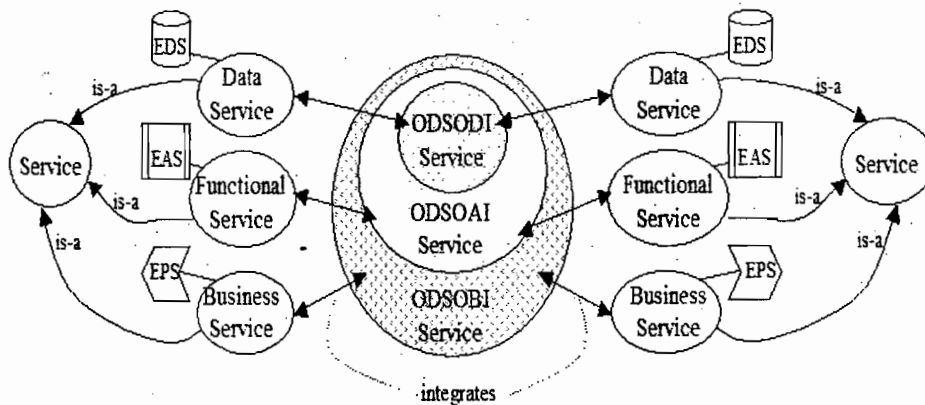 EDS
Data
Service
is-a
Service
EAS
Functional
Service
is-a
is-a
EPS
Business
Service
ODSODI
Service
ODSOAI
Service
ODSOBI
Service
integrates
EDS
Data
Service
is-a
Service
EAS
Functional
Service
is-a
is-a
EPS
Business
Service